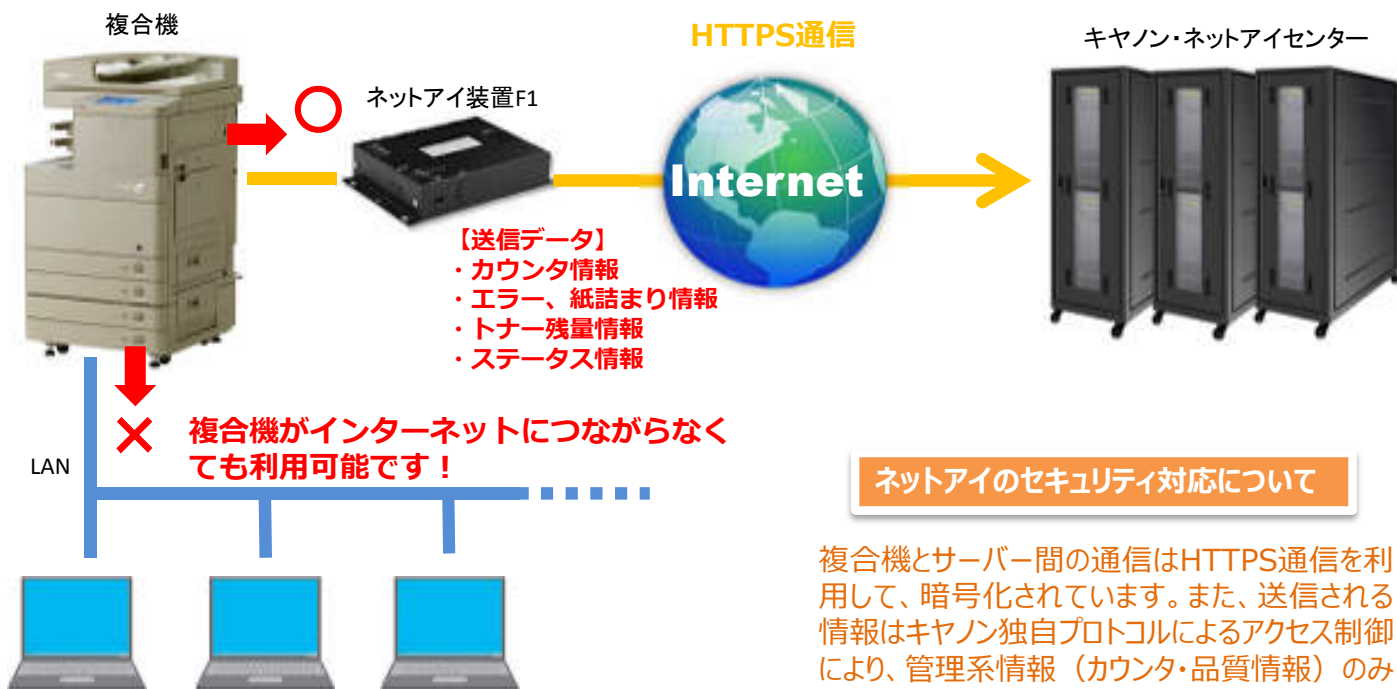 複合機
HTTPS通信
キヤノン・ネットアイセンター
ネットアイ装置F1
Internet
【送信データ】
・カウンタ情報
・エラー、紙詰まり情報
・トナー残量情報
・ステータス情報
複合機がインターネットにつながらなく
ても利用可能です！
LAN
ネットアイのセキュリティ対応について
複合機とサーバー間の通信はHTTPS通信を利
用して、暗号化されています。また、送信される
情報はキヤノン独自プロトコルによるアクセス制御
により、管理系情報（カウンタ・品質情報）のみ